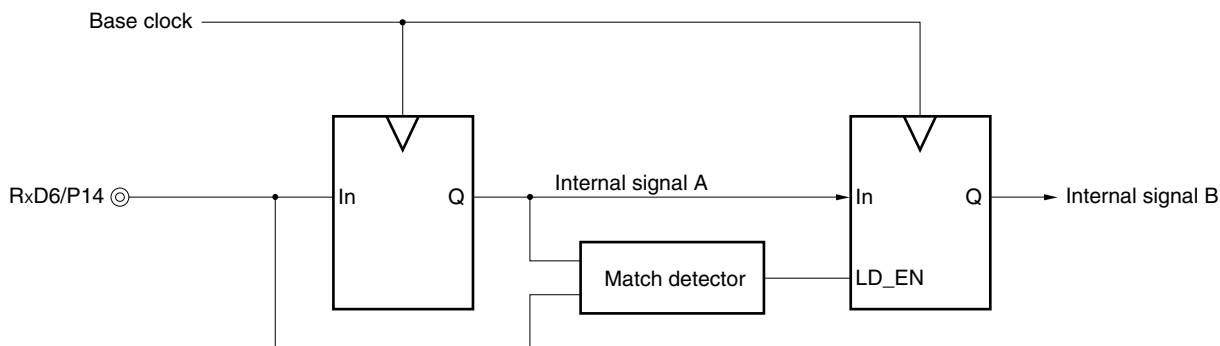 Base clock
RxD6/P14
In
Q
Internal signal A
In
Q
Internal signal B
Match detector
LD_EN